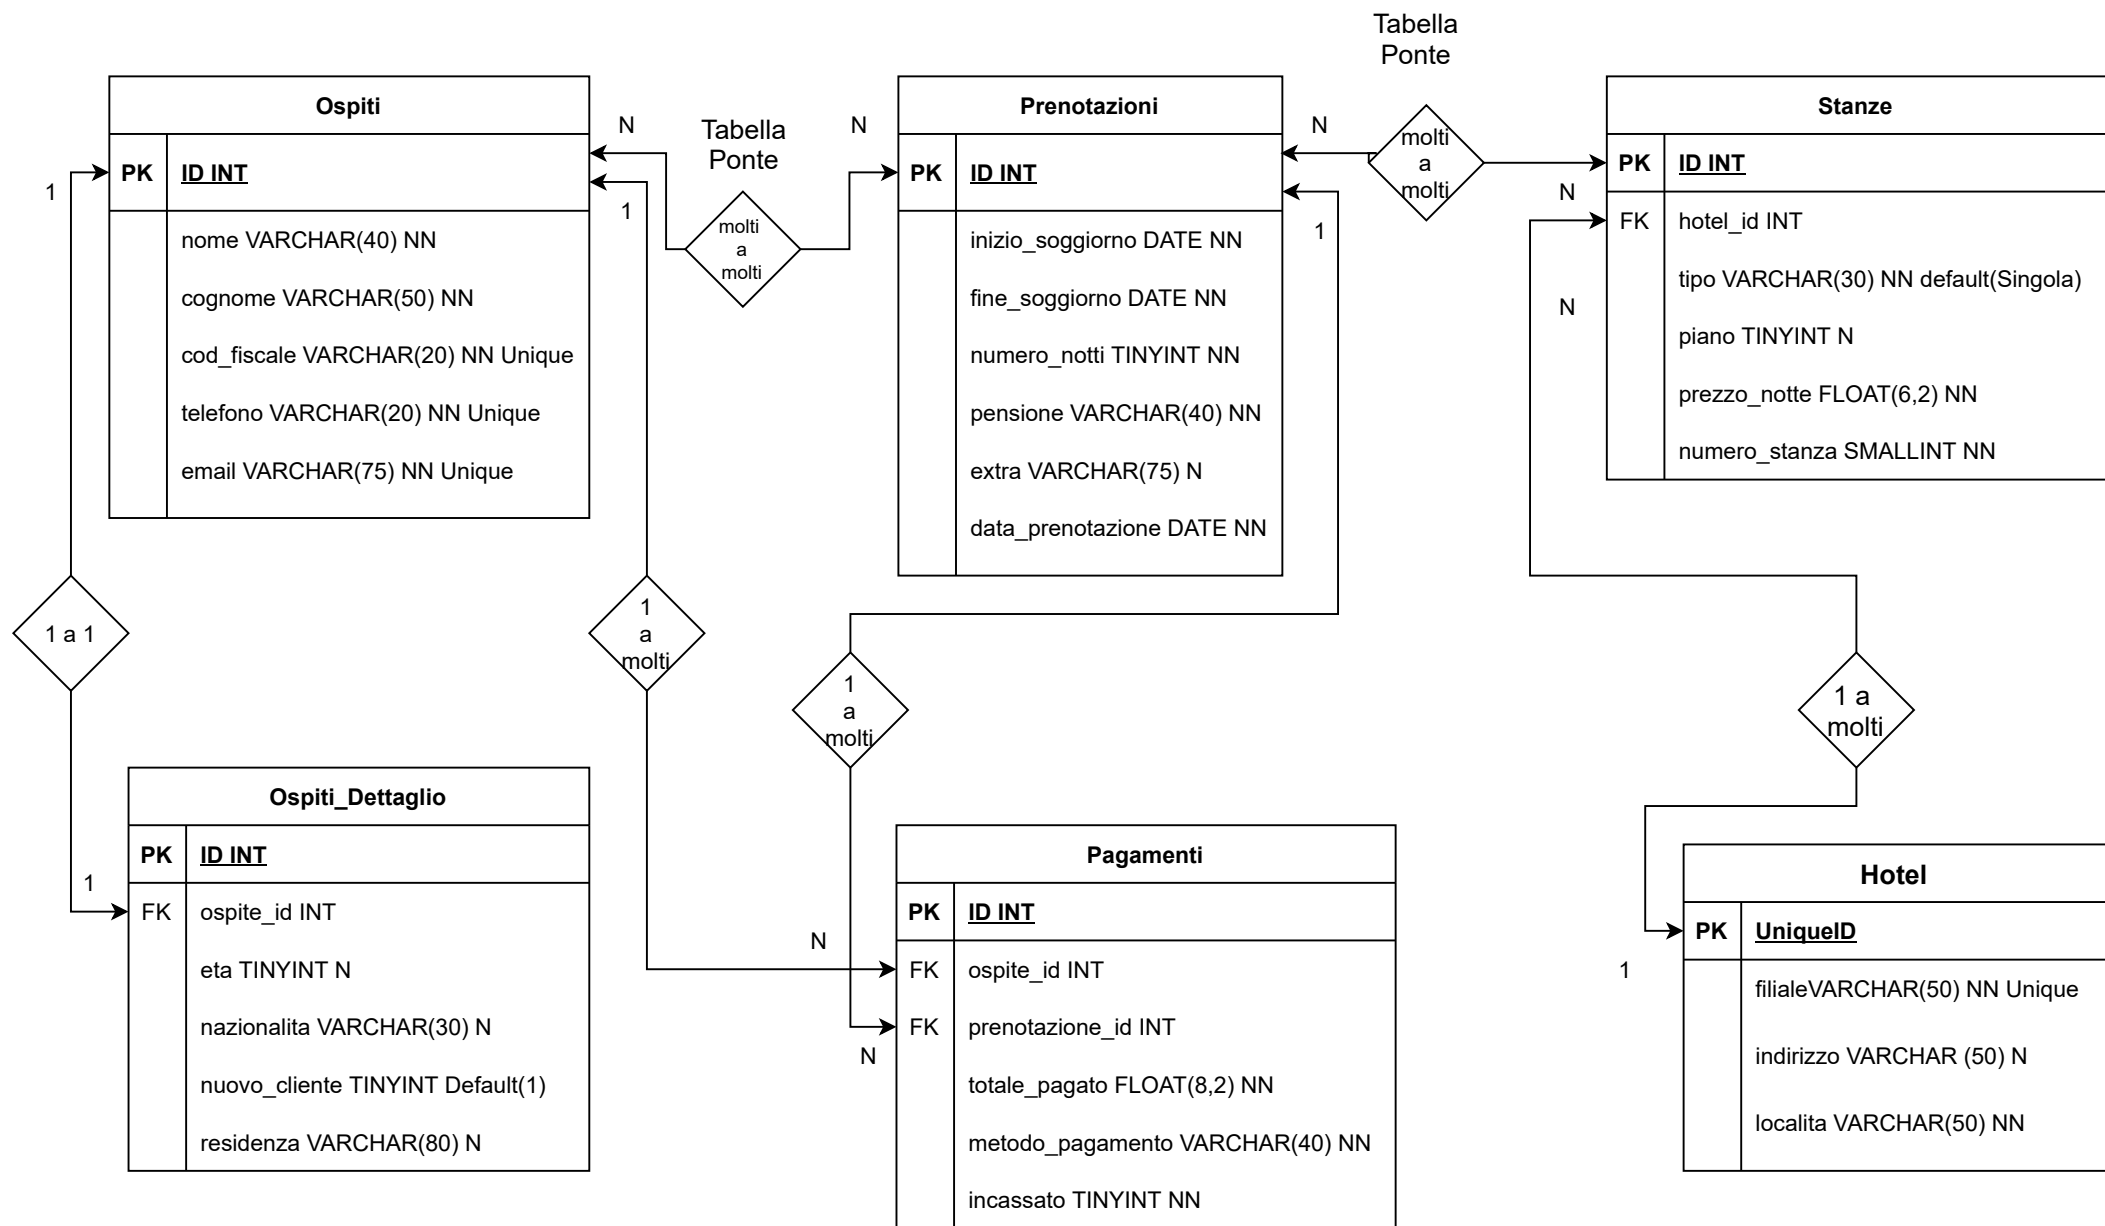 Tabella
Ponte
Ospiti
PK
ID INT
nome VARCHAR(40) NN
cognome VARCHAR(50) NN
cod_fiscale VARCHAR(20) NN Unique
telefono VARCHAR(20) NN Unique
email VARCHAR(75) NN Unique
N
1
1
Tabella
Ponte
molti
a
molti
N
Prenotazioni
PK
ID INT
inizio_soggiorno DATE NN
fine_soggiorno DATE NN
numero_notti TINYINT NN
pensione VARCHAR(40) NN
extra VARCHAR(75) N
data_prenotazione DATE NN
N
1
molti
a
molti
N
N
Stanze
PK
ID INT
FK
hotel_id INT
tipo VARCHAR(30) NN default(Singola)
piano TINYINT N
prezzo_notte FLOAT(6,2) NN
numero_stanza SMALLINT NN
1 a 1
1
a
molti
1
a
molti
1 a
molti
1
Ospiti_Dettaglio
PK
ID INT
FK
ospite_id INT
eta TINYINT N
nazionalita VARCHAR(30) N
nuovo_cliente TINYINT Default(1)
residenza VARCHAR(80) N
N
N
Pagamenti
PK
ID INT
FK
ospite_id INT
FK
prenotazione_id INT
totale_pagato FLOAT(8,2) NN
metodo_pagamento VARCHAR(40) NN
incassato TINYINT NN
1
Hotel
PK
UniqueID
filialeVARCHAR(50) NN Unique
indirizzo VARCHAR (50) N
localita VARCHAR(50) NN